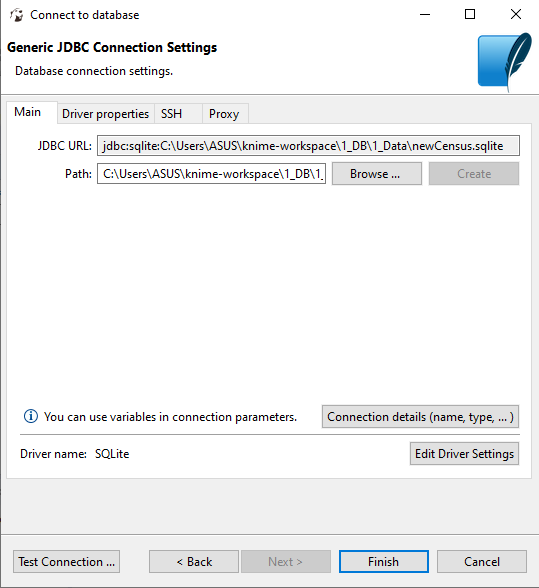 Connect to database
Generic JDBC Connection Settings
Database connection settings.
Main Driver properties SSH Proxy
JDBC URL: jdbc:sqlite:C:\Users\ASUS\knime-workspace\1_DB\1_Data\newCensus.sqlite
Path: C:\Users\ASUS\knime-workspace\1_DB\1_ Browse ... Create
You can use variables in connection parameters. Connection details (name, type, ... )
Driver name: SQLite Edit Driver Settings
Test Connection ... < Back Next > Finish Cancel